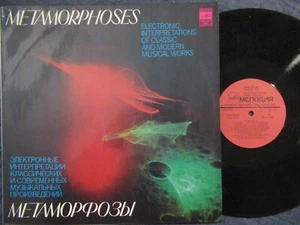 METAMORPHOSES
ELECTRONIC
INTERPRETATIONS
OF CLASSIC
AND MODERN
MUSICAL WORKS
ЭЛЕКТРОННЫЕ
ИНТЕРПРЕТАЦИИ
КЛАССИЧЕСКИХ
И СОВРЕМЕННЫХ
МУЗЫКАЛЬНЫХ
ПРОИЗВЕДЕНИЙ
МЕТАМОРФОЗЫ
МЕЛОДИЯ